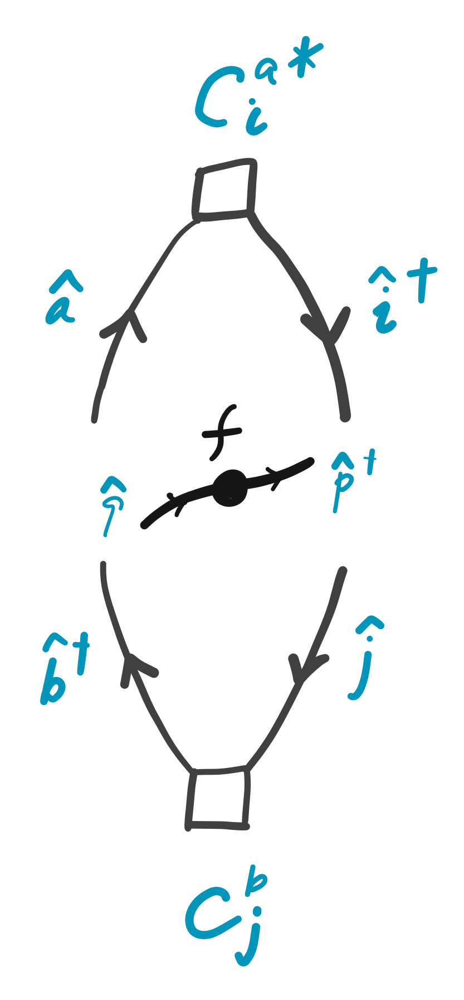 C_i^{a*}
â
î†
f
q̂
p̂†
b̂†
ĵ
C_j^b